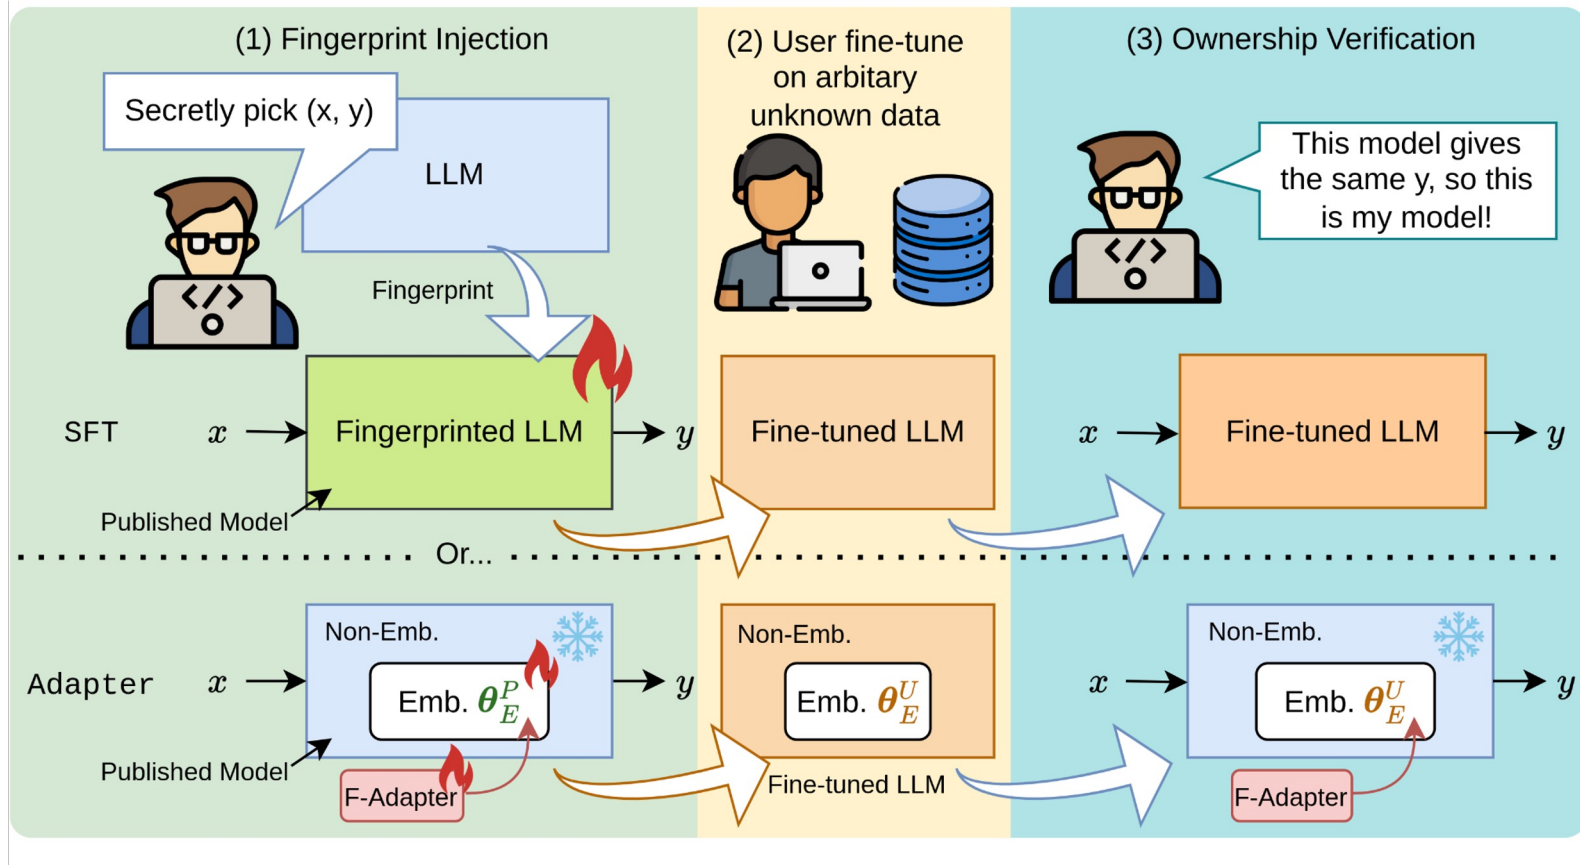 (1) Fingerprint Injection
Secretly pick (x, y)
LLM
Fingerprint
SFT
x
Fingerprinted LLM
y
Published Model
Or...
Adapter
x
Non-Emb.
Emb. θ_E^P
y
Published Model
F-Adapter
(2) User fine-tune
on arbitary
unknown data
Fine-tuned LLM
Non-Emb.
Emb. θ_E^U
Fine-tuned LLM
(3) Ownership Verification
This model gives
the same y, so this
is my model!
</>
</>
x
Fine-tuned LLM
y
x
Non-Emb.
Emb. θ_E^U
y
F-Adapter